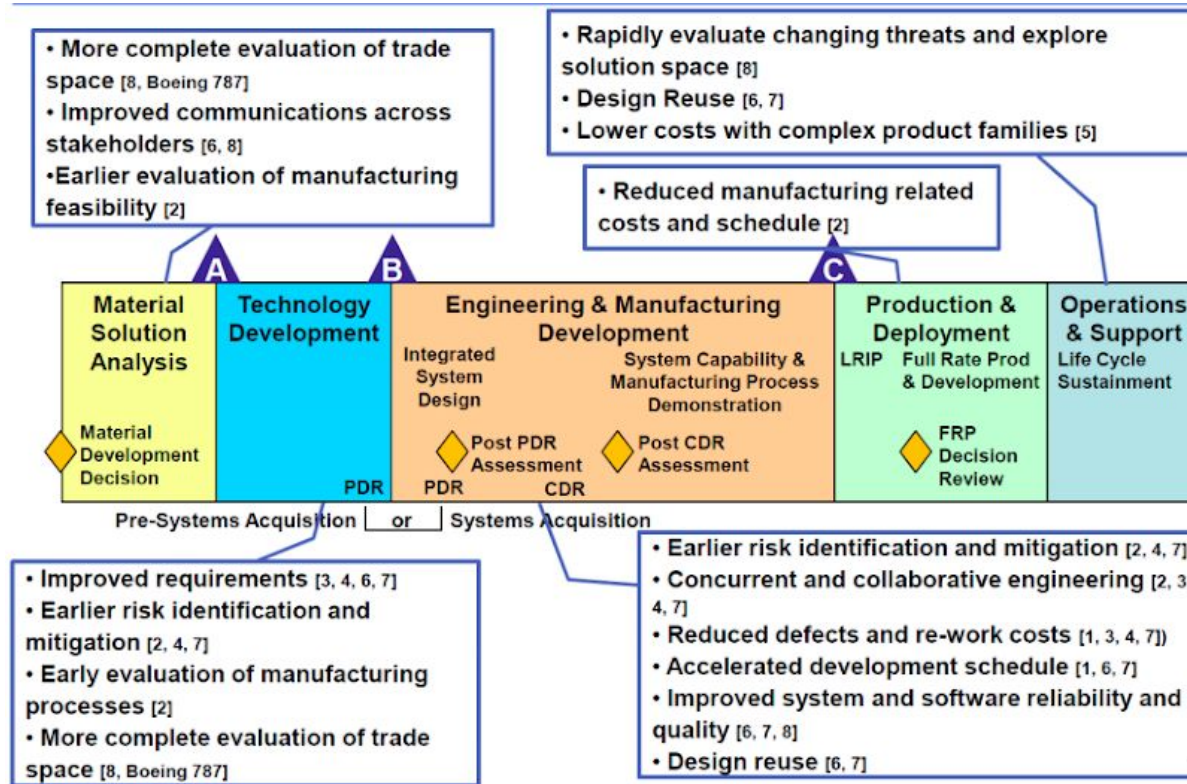 • More complete evaluation of trade
space [8, Boeing 787]
• Improved communications across
stakeholders [6, 8]
•Earlier evaluation of manufacturing
feasibility [2]
• Rapidly evaluate changing threats and explore
solution space [8]
• Design Reuse [6, 7]
• Lower costs with complex product families [5]
• Reduced manufacturing related
costs and schedule [2]
A
B
C
Material
Solution
Analysis
Material
Development
Decision
Technology
Development
PDR
Engineering & Manufacturing
Development
Integrated
System
Design
System Capability &
Manufacturing Process
Demonstration
Post PDR
Assessment
Post CDR
Assessment
PDR
CDR
Production &
Deployment
LRIP
Full Rate Prod
& Development
FRP
Decision
Review
Operations
& Support
Life Cycle
Sustainment
Pre-Systems Acquisition
or
Systems Acquisition
• Improved requirements [3, 4, 6, 7]
• Earlier risk identification and
mitigation [2, 4, 7]
• Early evaluation of manufacturing
processes [2]
• More complete evaluation of trade
space [8, Boeing 787]
• Earlier risk identification and mitigation [2, 4, 7]
• Concurrent and collaborative engineering [2, 3
4, 7]
• Reduced defects and re-work costs [1, 3, 4, 7])
• Accelerated development schedule [1, 6, 7]
• Improved system and software reliability and
quality [6, 7, 8]
• Design reuse [6, 7]